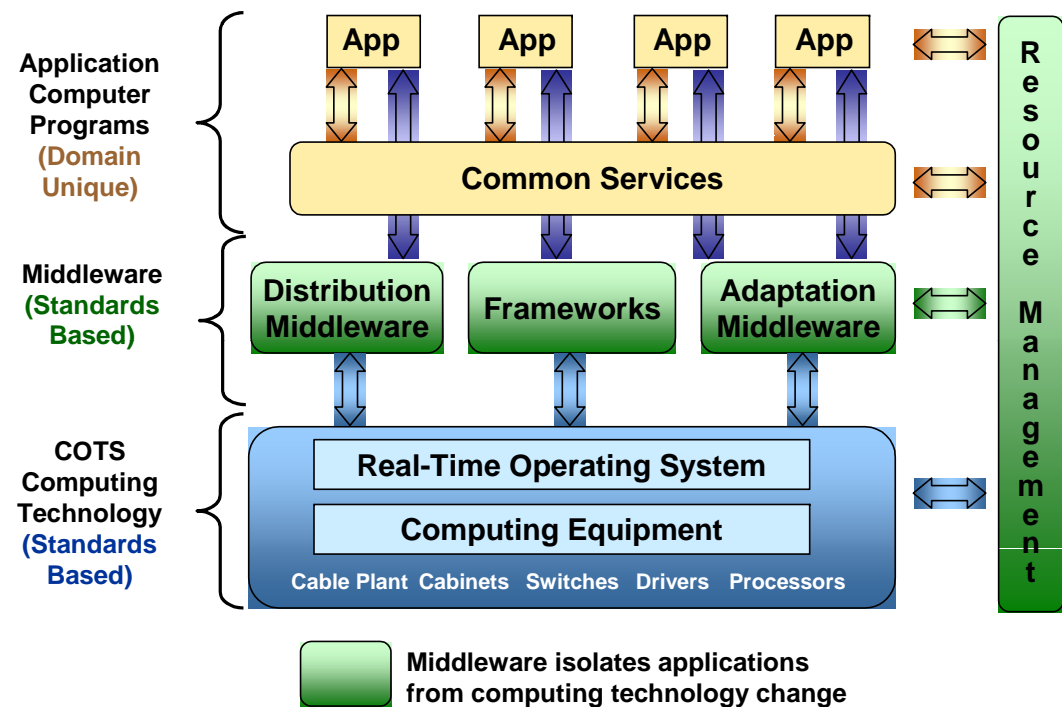 Application
Computer
Programs
(Domain
Unique)
App
App
App
App
Common Services
Middleware
(Standards
Based)
Distribution
Middleware
Frameworks
Adaptation
Middleware
COTS
Computing
Technology
(Standards
Based)
Real-Time Operating System
Computing Equipment
Cable Plant Cabinets Switches Drivers Processors
Resource Management
Middleware isolates applications
from computing technology change